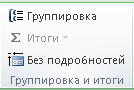 Группировка
Итоги
Без подробностей
Группировка и итоги